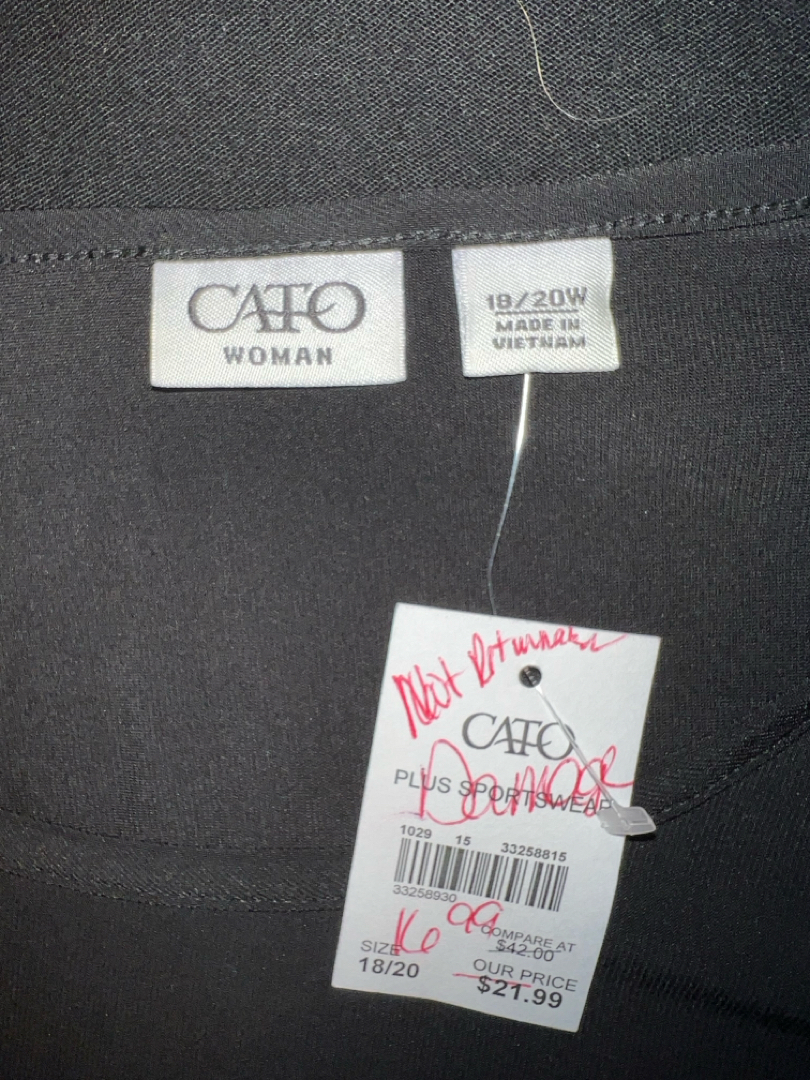 CATO
WOMAN
18/20W
MADE IN
VIETNAM
Not Returnable
CATO
Damage
PLUS SPORTSWEAR
1029 15 33258815
33258930
16 99
COMPARE AT
$42.00
SIZE
18/20
OUR PRICE
$21.99